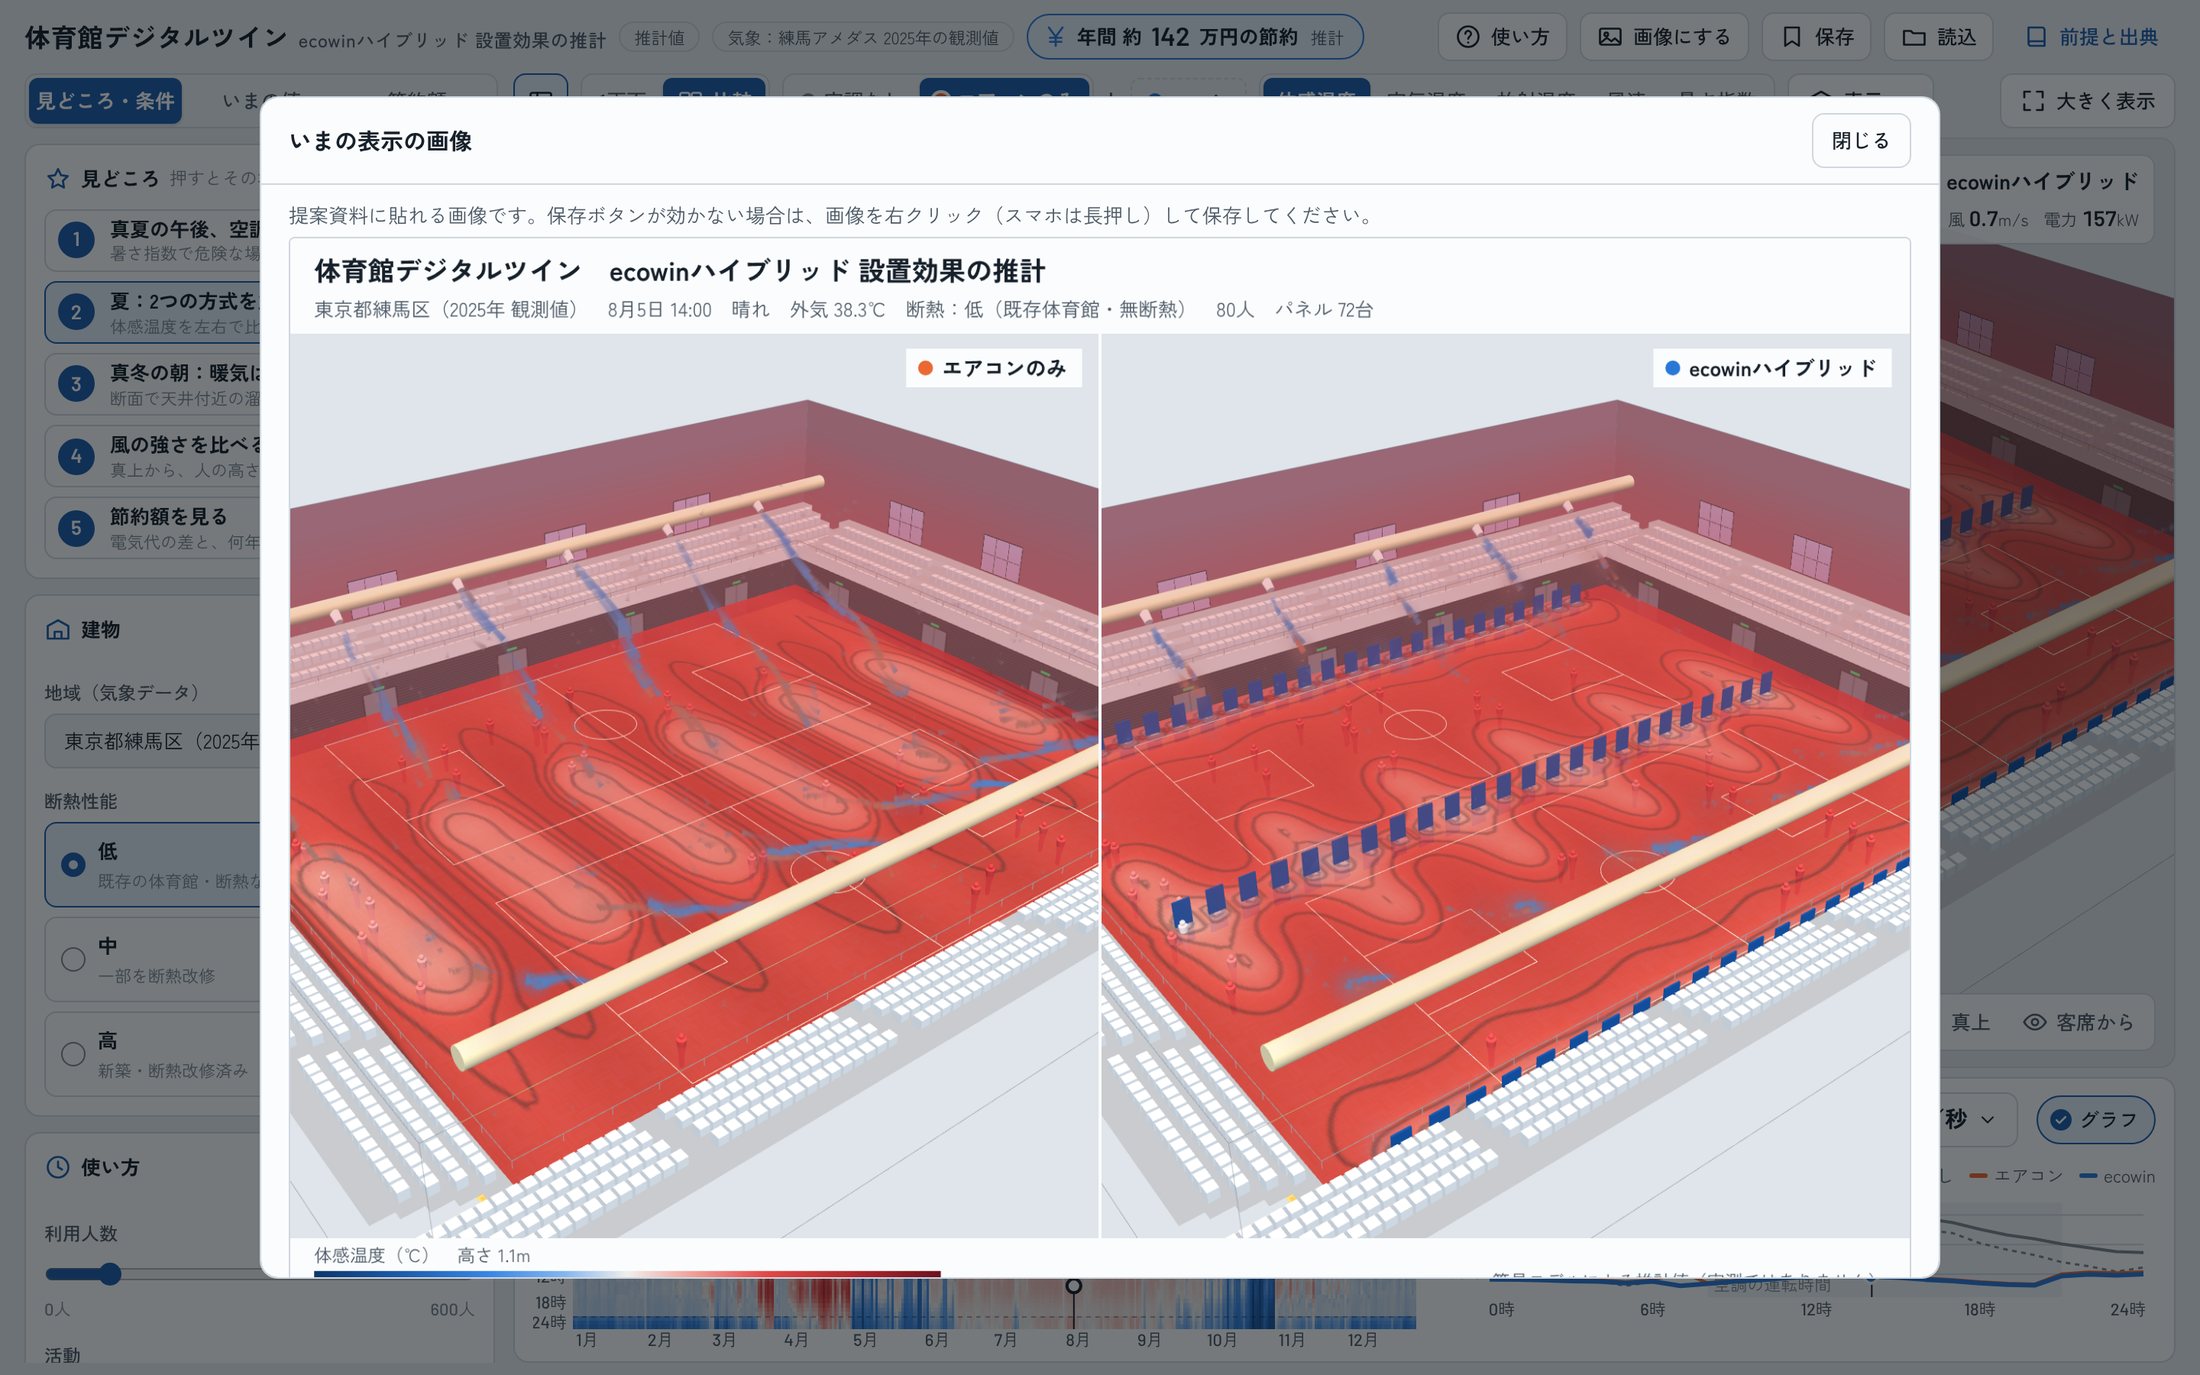 体育館デジタルツイン ecowinハイブリッド 設置効果の推計 推計値 気象：練馬アメダス 2025年の観測値 年間 約 142 万円の節約 推計 使い方 画像にする 保存 読込 前提と出典
見どころ・条件 大きく表示
いまの表示の画像 閉じる
提案資料に貼れる画像です。保存ボタンが効かない場合は、画像を右クリック（スマホは長押し）して保存してください。
体育館デジタルツイン ecowinハイブリッド 設置効果の推計
東京都練馬区（2025年 観測値） 8月5日 14:00 晴れ 外気 38.3℃ 断熱：低（既存体育館・無断熱） 80人 パネル 72台
エアコンのみ
ecowinハイブリッド
体感温度（℃） 高さ 1.1m
見どころ 押すとその
1 真夏の午後、空調
暑さ指数で危険な場
2 夏：2つの方式を
体感温度を左右で比
3 真冬の朝：暖気は
断面で天井付近の溜
4 風の強さを比べる
真上から、人の高さ
5 節約額を見る
電気代の差と、何年
建物
地域（気象データ）
東京都練馬区（2025年
断熱性能
低
既存の体育館・断熱な
中
一部を断熱改修
高
新築・断熱改修済み
使い方
利用人数
0人 600人
活動
ecowinハイブリッド
風 0.7m/s 電力 157kW
真上 客席から
秒 グラフ
し エアコン ecowin
空調の運転時間
0時 6時 12時 18時 24時
18時
24時
1月 2月 3月 4月 5月 6月 7月 8月 9月 10月 11月 12月